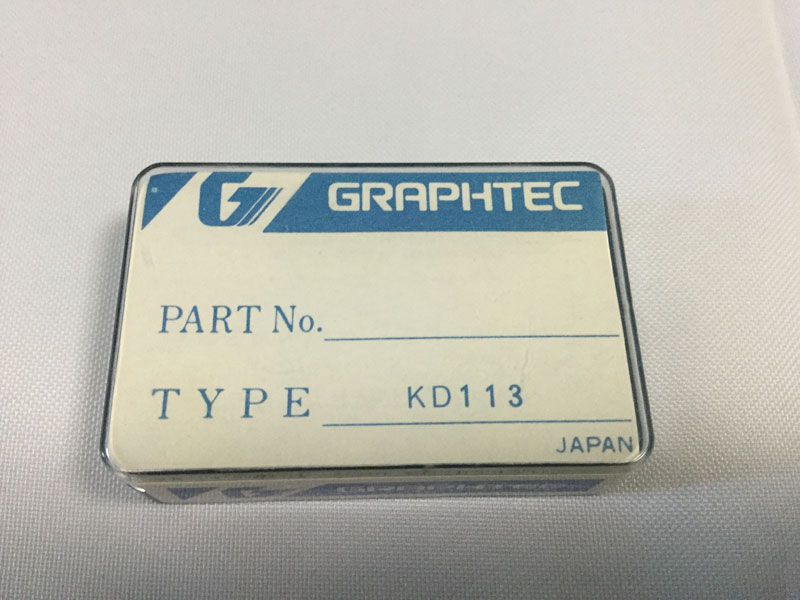 G GRAPHTEC
PART No.
TYPE KD113
JAPAN